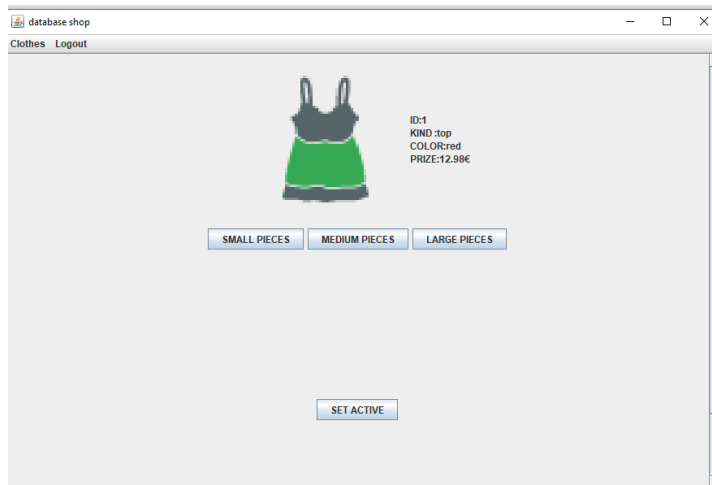 database shop
Clothes Logout
ID:1
KIND :top
COLOR:red
PRIZE:12.98€
SMALL PIECES MEDIUM PIECES LARGE PIECES
SET ACTIVE